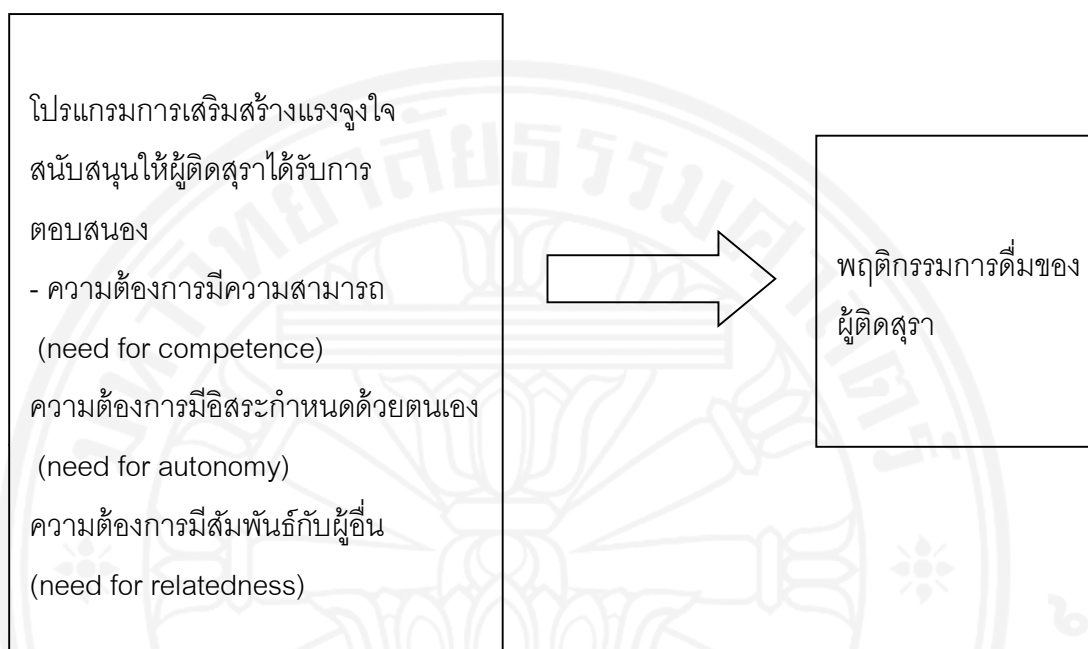 โปรแกรมการเสริมสร้างแรงจูงใจ
สนับสนุนให้ผู้ติดสุราได้รับการ
ตอบสนอง
- ความต้องการมีความสามารถ
(need for competence)
ความต้องการมีอิสระกำหนดด้วยตนเอง
(need for autonomy)
ความต้องการมีสัมพันธ์กับผู้อื่น
(need for relatedness)
พฤติกรรมการดื่มของ
ผู้ติดสุรา